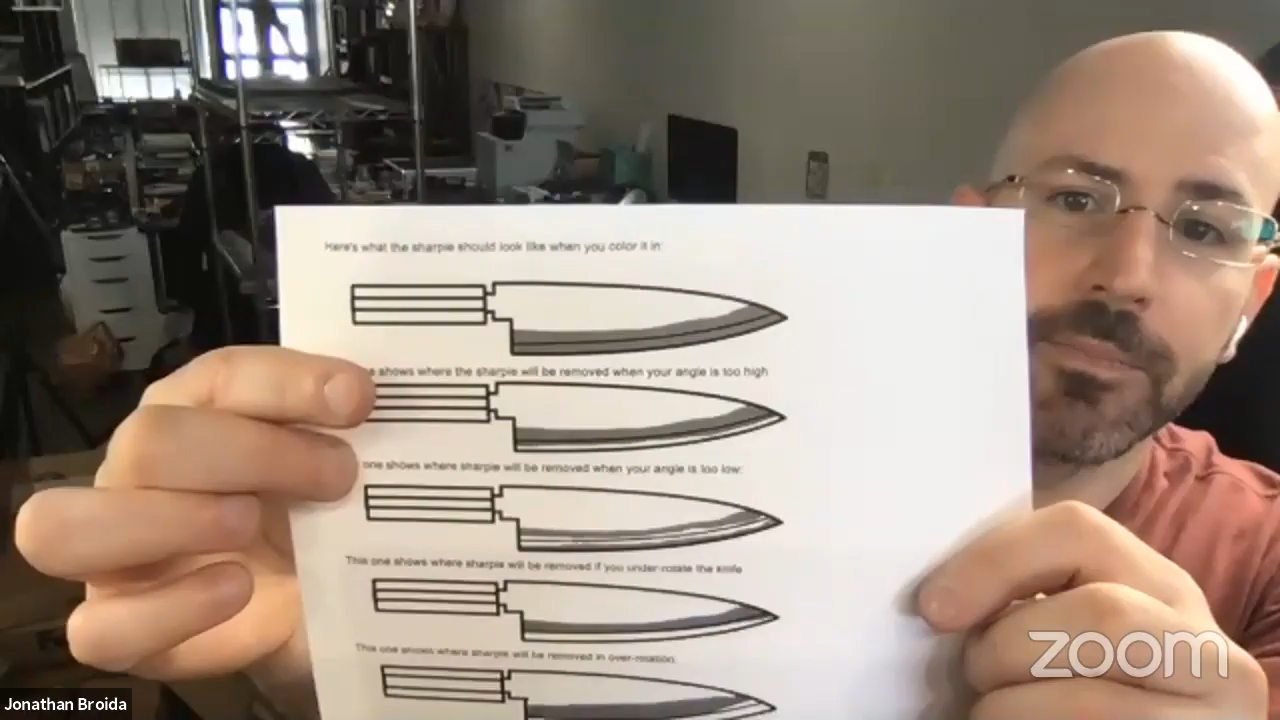 Here's what the sharpie should look like when you color it in:
shows where the sharpie will be removed when your angle is too high
one shows where sharpie will be removed when your angle is too low:
This one shows where sharpie will be removed if you under-rotate the knife
This one shows where sharpie will be removed in over-rotation:
zoom
Jonathan Broida